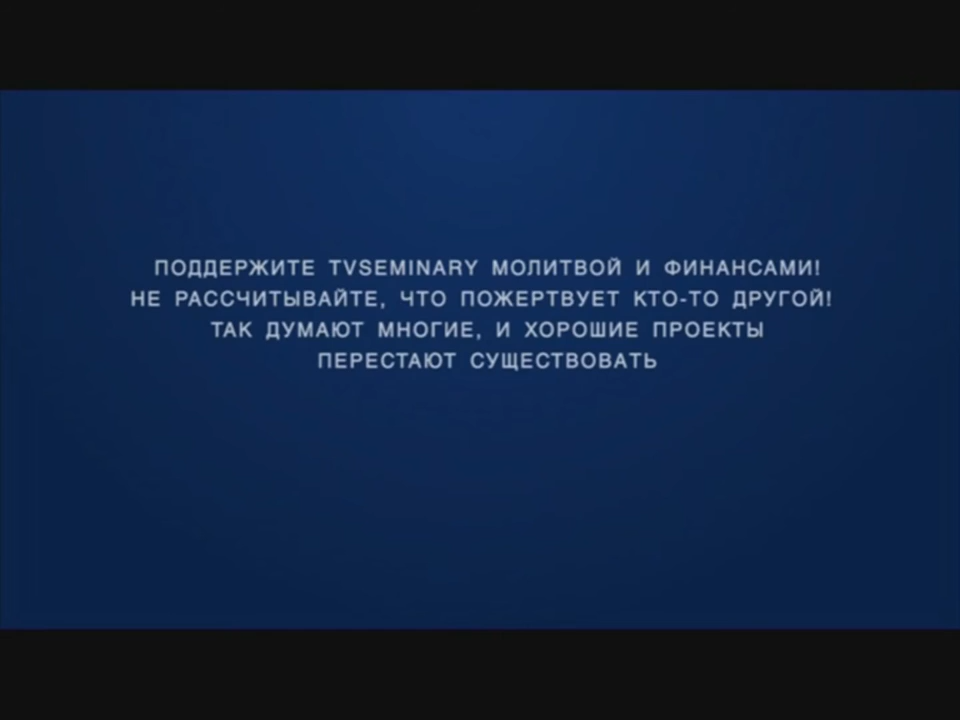 ПОДДЕРЖИТЕ TVSEMINARY МОЛИТВОЙ И ФИНАНСАМИ!
НЕ РАССЧИТЫВАЙТЕ, ЧТО ПОЖЕРТВУЕТ КТО-ТО ДРУГОЙ!
ТАК ДУМАЮТ МНОГИЕ, И ХОРОШИЕ ПРОЕКТЫ
ПЕРЕСТАЮТ СУЩЕСТВОВАТЬ